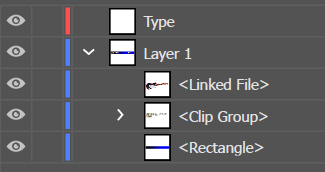 Type
Layer 1
<Linked File>
<Clip Group>
<Rectangle>